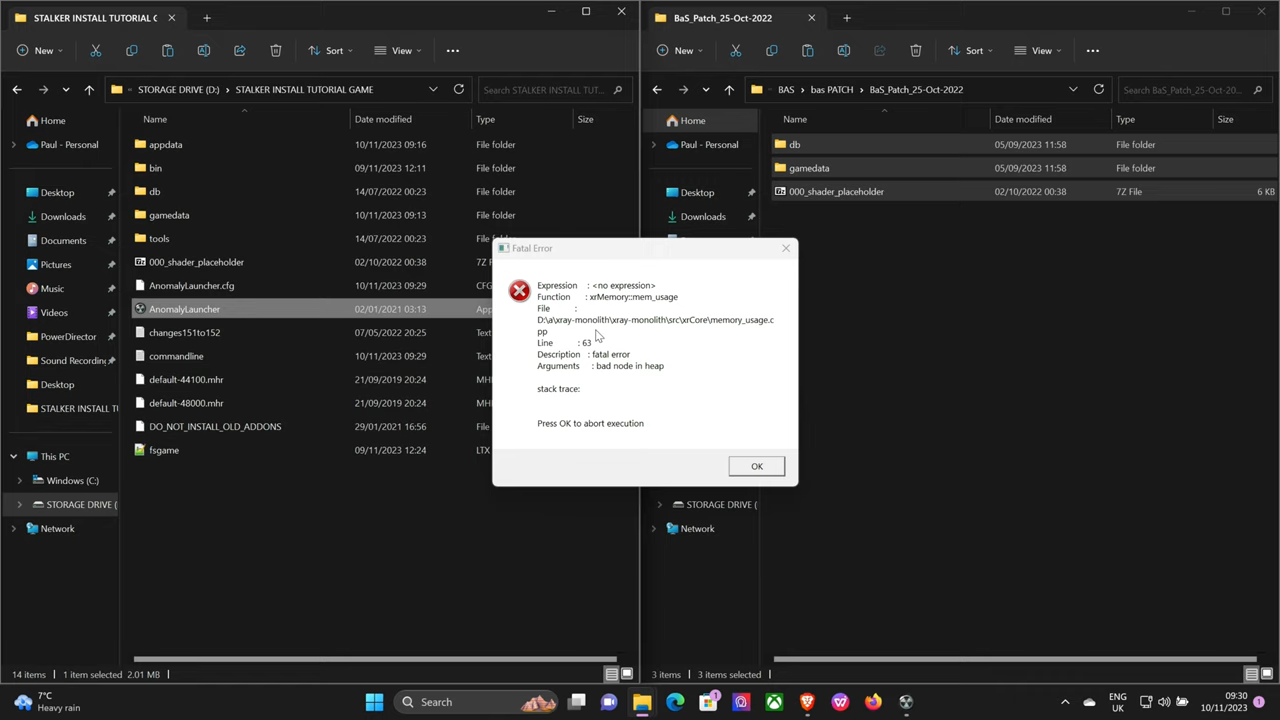 STALKER INSTALL TUTORIAL G
New
Sort
View
STORAGE DRIVE (D:) > STALKER INSTALL TUTORIAL GAME
Search STALKER INSTALL TUT...
Name
Date modified
Type
Size
Home
Paul - Personal
Desktop
Downloads
Documents
Pictures
Music
Videos
PowerDirector
Sound Recording
Desktop
STALKER INSTALL TU
This PC
Windows (C:)
STORAGE DRIVE (
Network
appdata 10/11/2023 09:16 File folder
bin 09/11/2023 12:11 File folder
db 14/07/2022 00:23 File folder
gamedata 10/11/2023 09:13 File folder
tools 14/07/2022 00:23 File folder
000_shader_placeholder 02/10/2022 00:38 7Z F
AnomalyLauncher.cfg 10/11/2023 09:29 CFG
AnomalyLauncher 02/01/2021 03:13 App
changes151to152 07/05/2022 20:25 Text
commandline 10/11/2023 09:29 Text
default-44100.mhr 21/09/2019 20:24 MH
default-48000.mhr 21/09/2019 20:24 MH
DO_NOT_INSTALL_OLD_ADDONS 29/01/2021 16:56 File
fsgame 09/11/2023 12:24 LTX
14 items 1 item selected 2.01 MB
BaS_Patch_25-Oct-2022
New
Sort
View
BAS > bas PATCH > BaS_Patch_25-Oct-2022
Search BaS_Patch_25-Oct-20...
Name
Date modified
Type
Size
Home
Paul - Personal
Desktop
Downloads
STORAGE DRIVE (
Network
db 05/09/2023 11:58 File folder
gamedata 05/09/2023 11:58 File folder
000_shader_placeholder 02/10/2022 00:38 7Z File 6 KB
3 items 3 items selected
Fatal Error
Expression : <no expression>
Function : xrMemory::mem_usage
File :
D:\a\xray-monolith\xray-monolith\src\xrCore\memory_usage.c
pp
Line : 63
Description : fatal error
Arguments : bad node in heap
stack trace:
Press OK to abort execution
OK
7°C
Heavy rain
Search
ENG
UK
09:30
10/11/2023